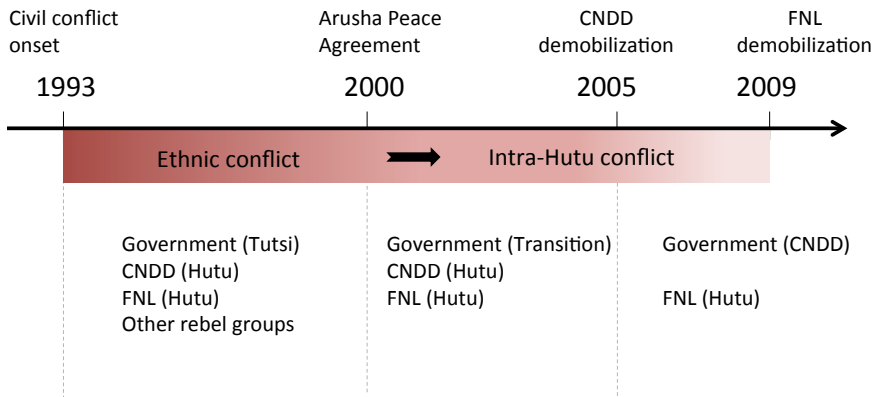 Civil conflict
onset
Arusha Peace
Agreement
CNDD
demobilization
FNL
demobilization
1993
2000
2005
2009
Ethnic conflict
Intra-Hutu conflict
Government (Tutsi)
CNDD (Hutu)
FNL (Hutu)
Other rebel groups
Government (Transition)
CNDD (Hutu)
FNL (Hutu)
Government (CNDD)
FNL (Hutu)